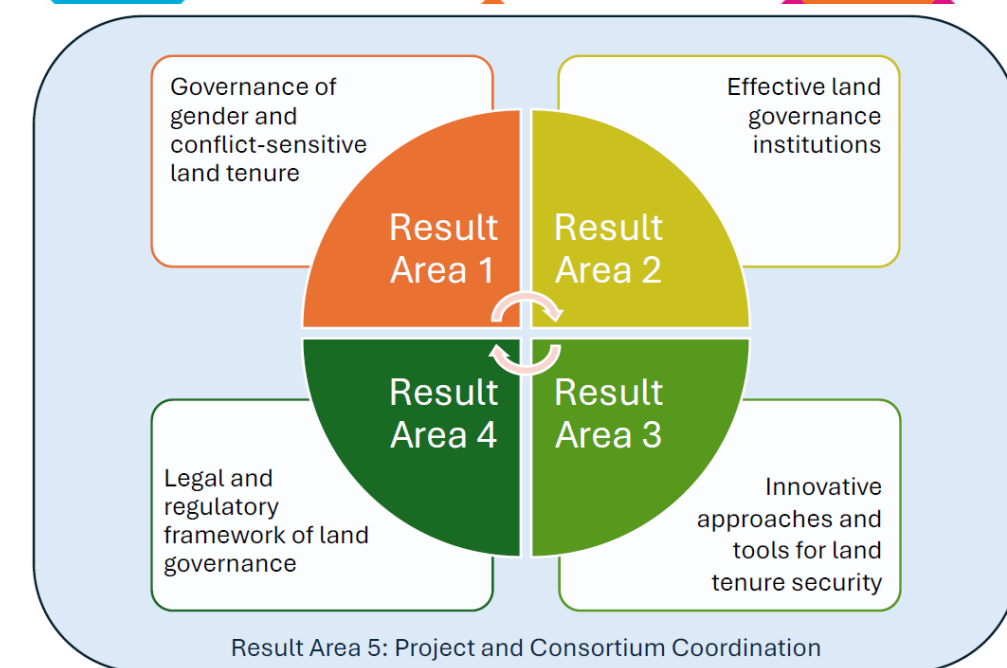 Governance of
gender and
conflict-sensitive
land tenure
Effective land
governance
institutions
Result
Area 1
Result
Area 2
Result
Area 4
Result
Area 3
Legal and
regulatory
framework of land
governance
Innovative
approaches and
tools for land
tenure security
Result Area 5: Project and Consortium Coordination